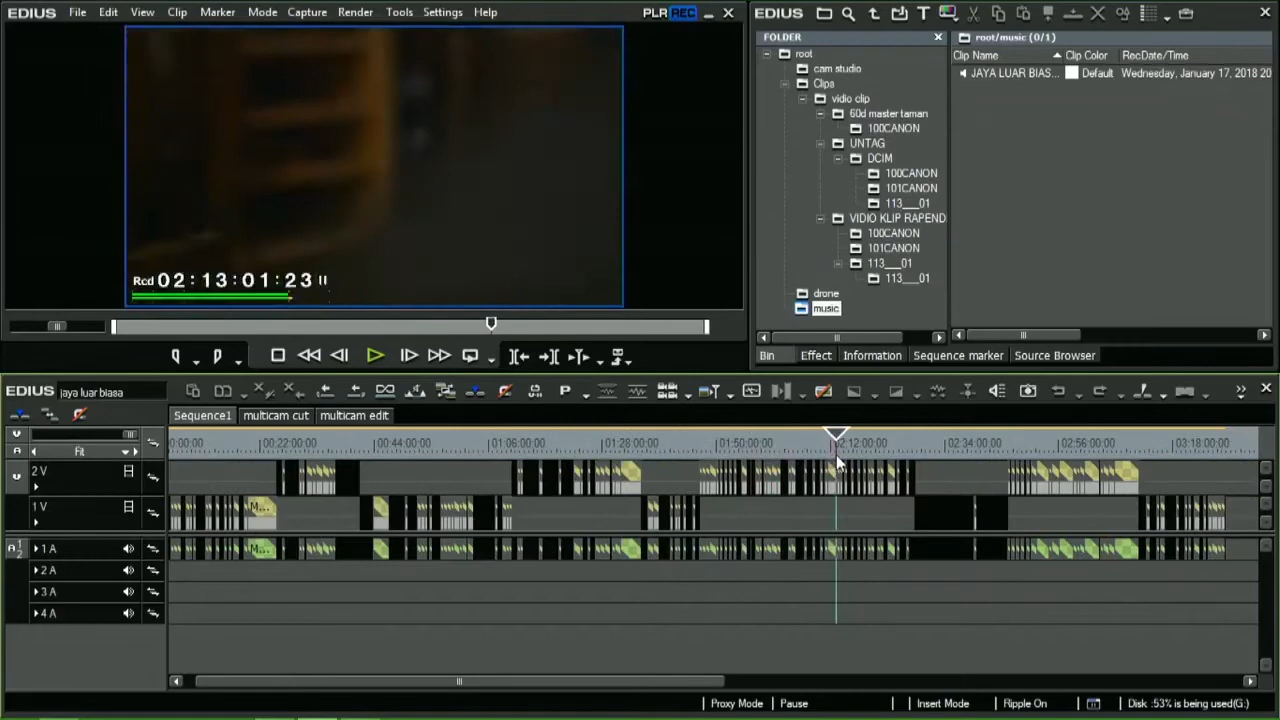 EDIUS File Edit View Clip Marker Mode Capture Render Tools Settings Help PLR REC
Rcd 02:13:01:23
EDIUS
FOLDER
root
cam studio
Clips
vidio clip
60d master taman
100CANON
UNTAG
DCIM
100CANON
101CANON
113___01
VIDIO KLIP RAPEND
100CANON
101CANON
113___01
113___01
drone
music
root/music (0/1)
Clip Name Clip Color RecDate/Time
JAYA LUAR BIAS... Default Wednesday, January 17, 2018 20
Bin Effect Information Sequence marker Source Browser
EDIUS jaya luar biasa
Sequence1 multicam cut multicam edit
Fit
0:00:00 00:22:00:00 00:44:00:00 01:06:00:00 01:28:00:00 01:50:00:00 02:12:00:00 02:34:00:00 02:56:00:00 03:18:00:00
2 V
1 V M...
1 A M...
2 A
3 A
4 A
Proxy Mode Pause Insert Mode Ripple On Disk :53% is being used(G:)